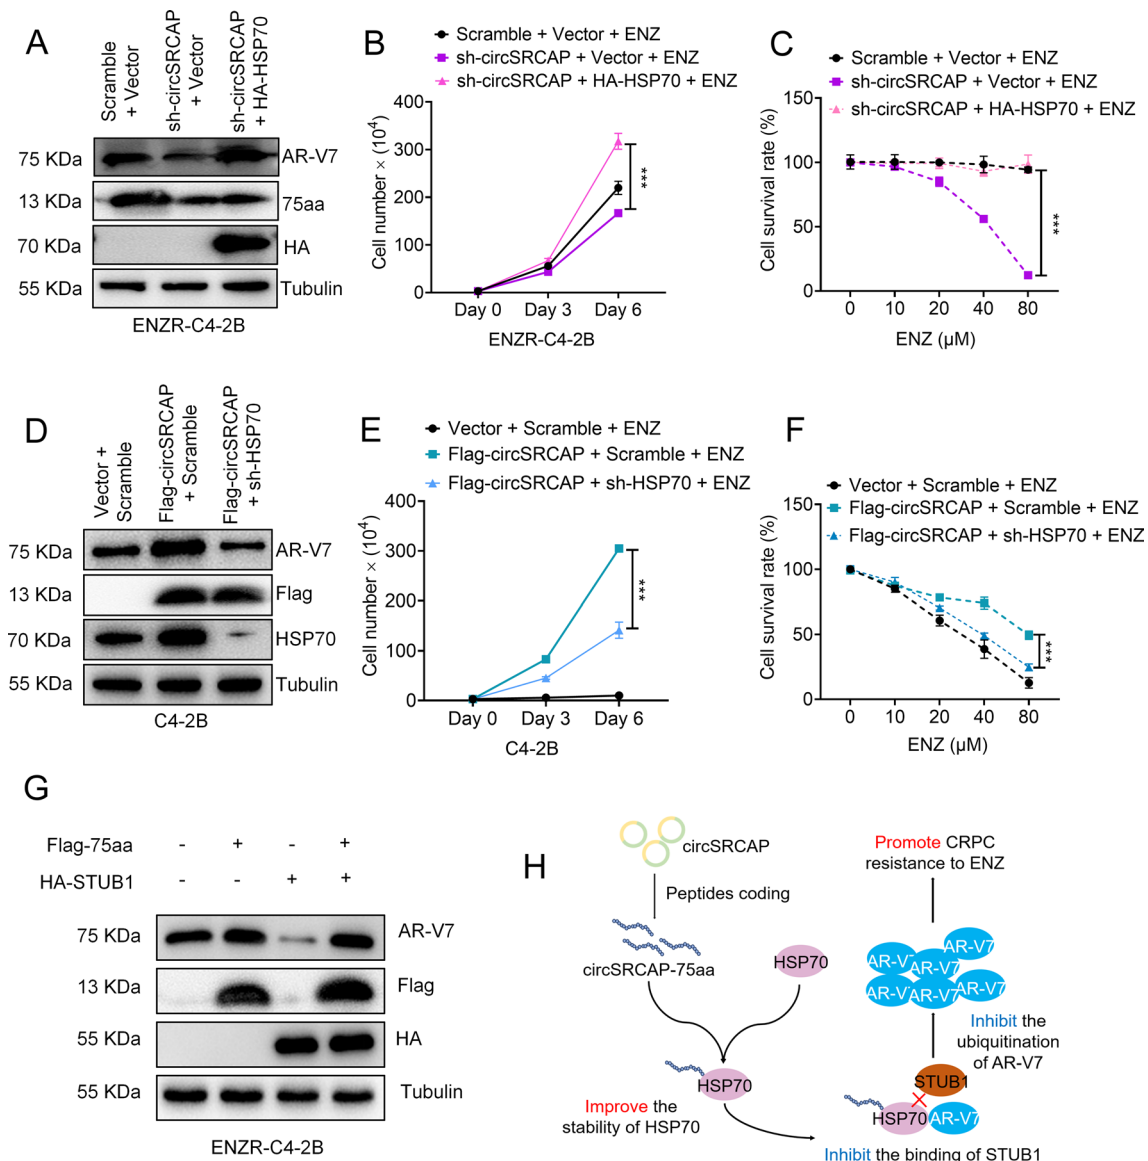 A
Scramble
+ Vector
sh-circSRCAP
+ Vector
sh-circSRCAP
+ HA-HSP70
75 KDa
AR-V7
13 KDa
75aa
70 KDa
HA
55 KDa
Tubulin
ENZR-C4-2B
B
Scramble + Vector + ENZ
sh-circSRCAP + Vector + ENZ
sh-circSRCAP + HA-HSP70 + ENZ
Cell number × (10⁴)
400
300
200
100
0
***
Day 0
Day 3
Day 6
ENZR-C4-2B
C
Scramble + Vector + ENZ
sh-circSRCAP + Vector + ENZ
sh-circSRCAP + HA-HSP70 + ENZ
Cell survival rate (%)
150
100
50
0
***
0
10
20
40
80
ENZ (µM)
D
Vector +
Scramble
Flag-circSRCAP
+ Scramble
Flag-circSRCAP
+ sh-HSP70
75 KDa
AR-V7
13 KDa
Flag
70 KDa
HSP70
55 KDa
Tubulin
C4-2B
E
Vector + Scramble + ENZ
Flag-circSRCAP + Scramble + ENZ
Flag-circSRCAP + sh-HSP70 + ENZ
Cell number × (10⁴)
400
300
200
100
0
***
Day 0
Day 3
Day 6
C4-2B
F
Vector + Scramble + ENZ
Flag-circSRCAP + Scramble + ENZ
Flag-circSRCAP + sh-HSP70 + ENZ
Cell survival rate (%)
150
100
50
0
***
0
10
20
40
80
ENZ (µM)
G
Flag-75aa
- + - +
HA-STUB1
- - + +
75 KDa
AR-V7
13 KDa
Flag
55 KDa
HA
55 KDa
Tubulin
ENZR-C4-2B
H
circSRCAP
Peptides coding
circSRCAP-75aa
HSP70
HSP70
Improve the
stability of HSP70
Promote CRPC
resistance to ENZ
AR-V7
AR-V7
AR-V7
AR-V7
AR-V7
AR-V7
Inhibit the
ubiquitination
of AR-V7
STUB1
HSP70
AR-V7
Inhibit the binding of STUB1